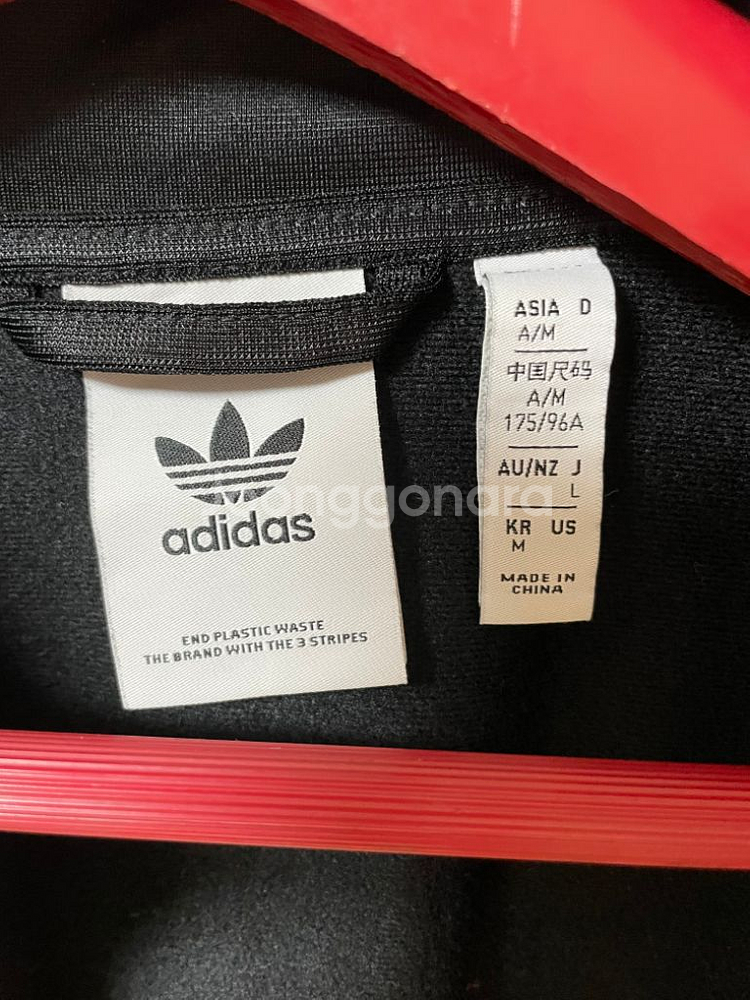 adidas
END PLASTIC WASTE
THE BRAND WITH THE 3 STRIPES
ASIA D
A/M
中国尺码
A/M
175/96A
AU/NZ J
L
KR US
M
MADE IN
CHINA
Joonggonara